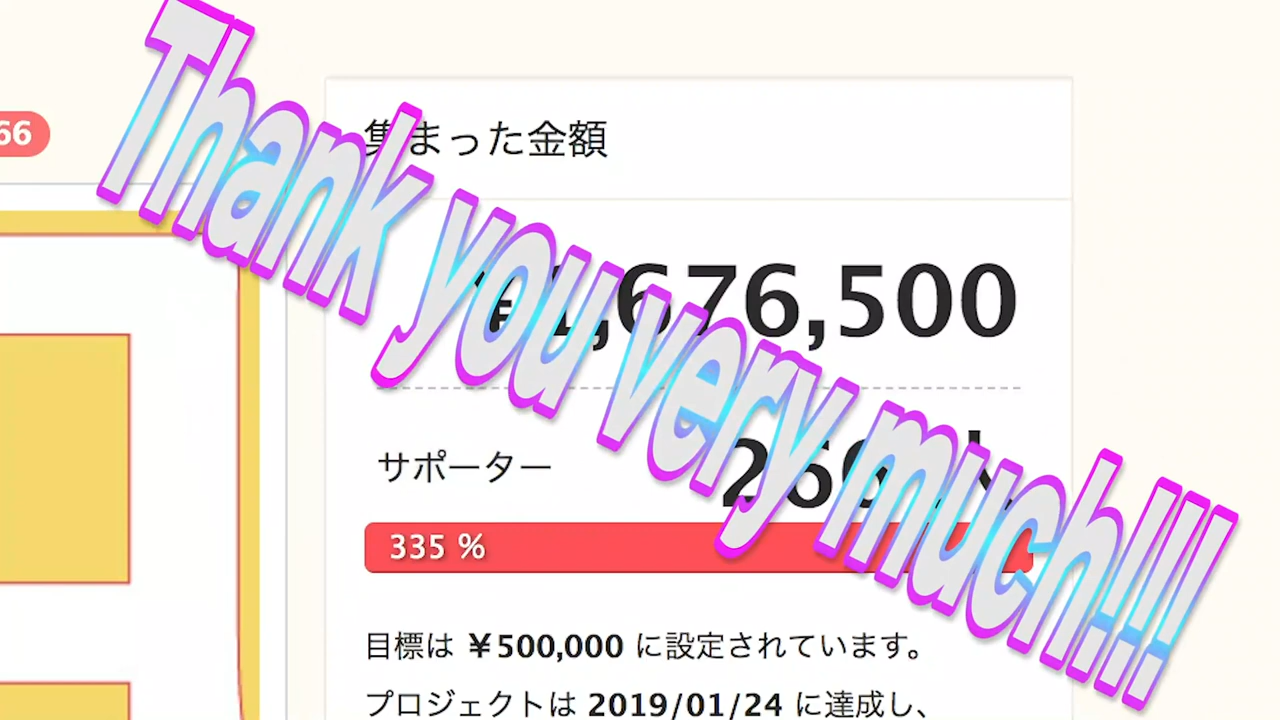 Thank you very much!!!
66
集まった金額
¥1,676,500
サポーター
335 %
目標は ¥500,000 に設定されています。
プロジェクトは 2019/01/24 に達成し、